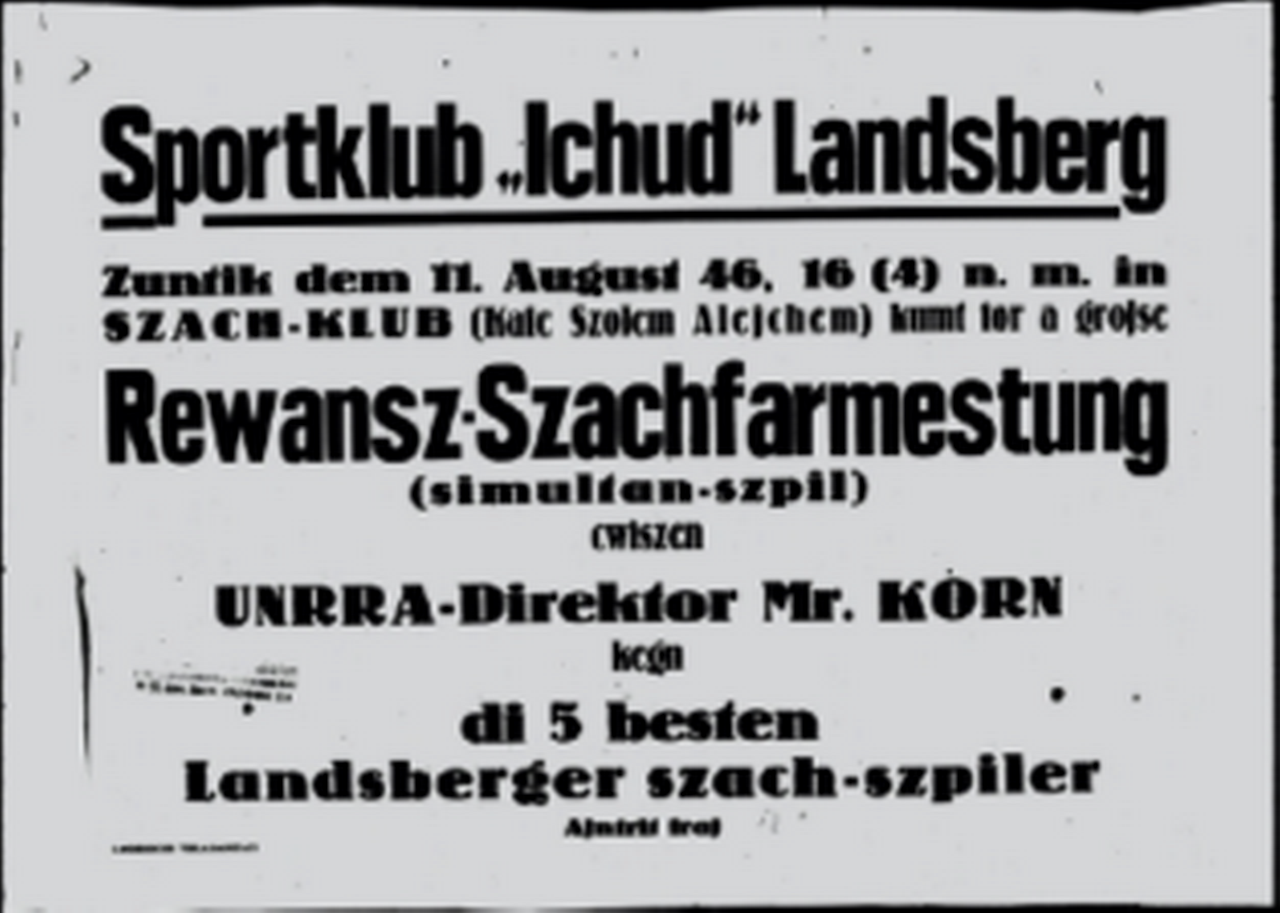 Sportklub „Ichud“ Landsberg
Zuntik dem 11. August 46, 16 (4) n. m. in
SZACH-KLUB (Kafe Szolem Alejchem) kumt for a grojse
Rewansz-Szachfarmestung
(simultan-szpil)
cwiszen
UNRRA-Direktor Mr. KORN
kegn
di 5 besten
Landsberger szach-szpiler
Ajntrit fraj